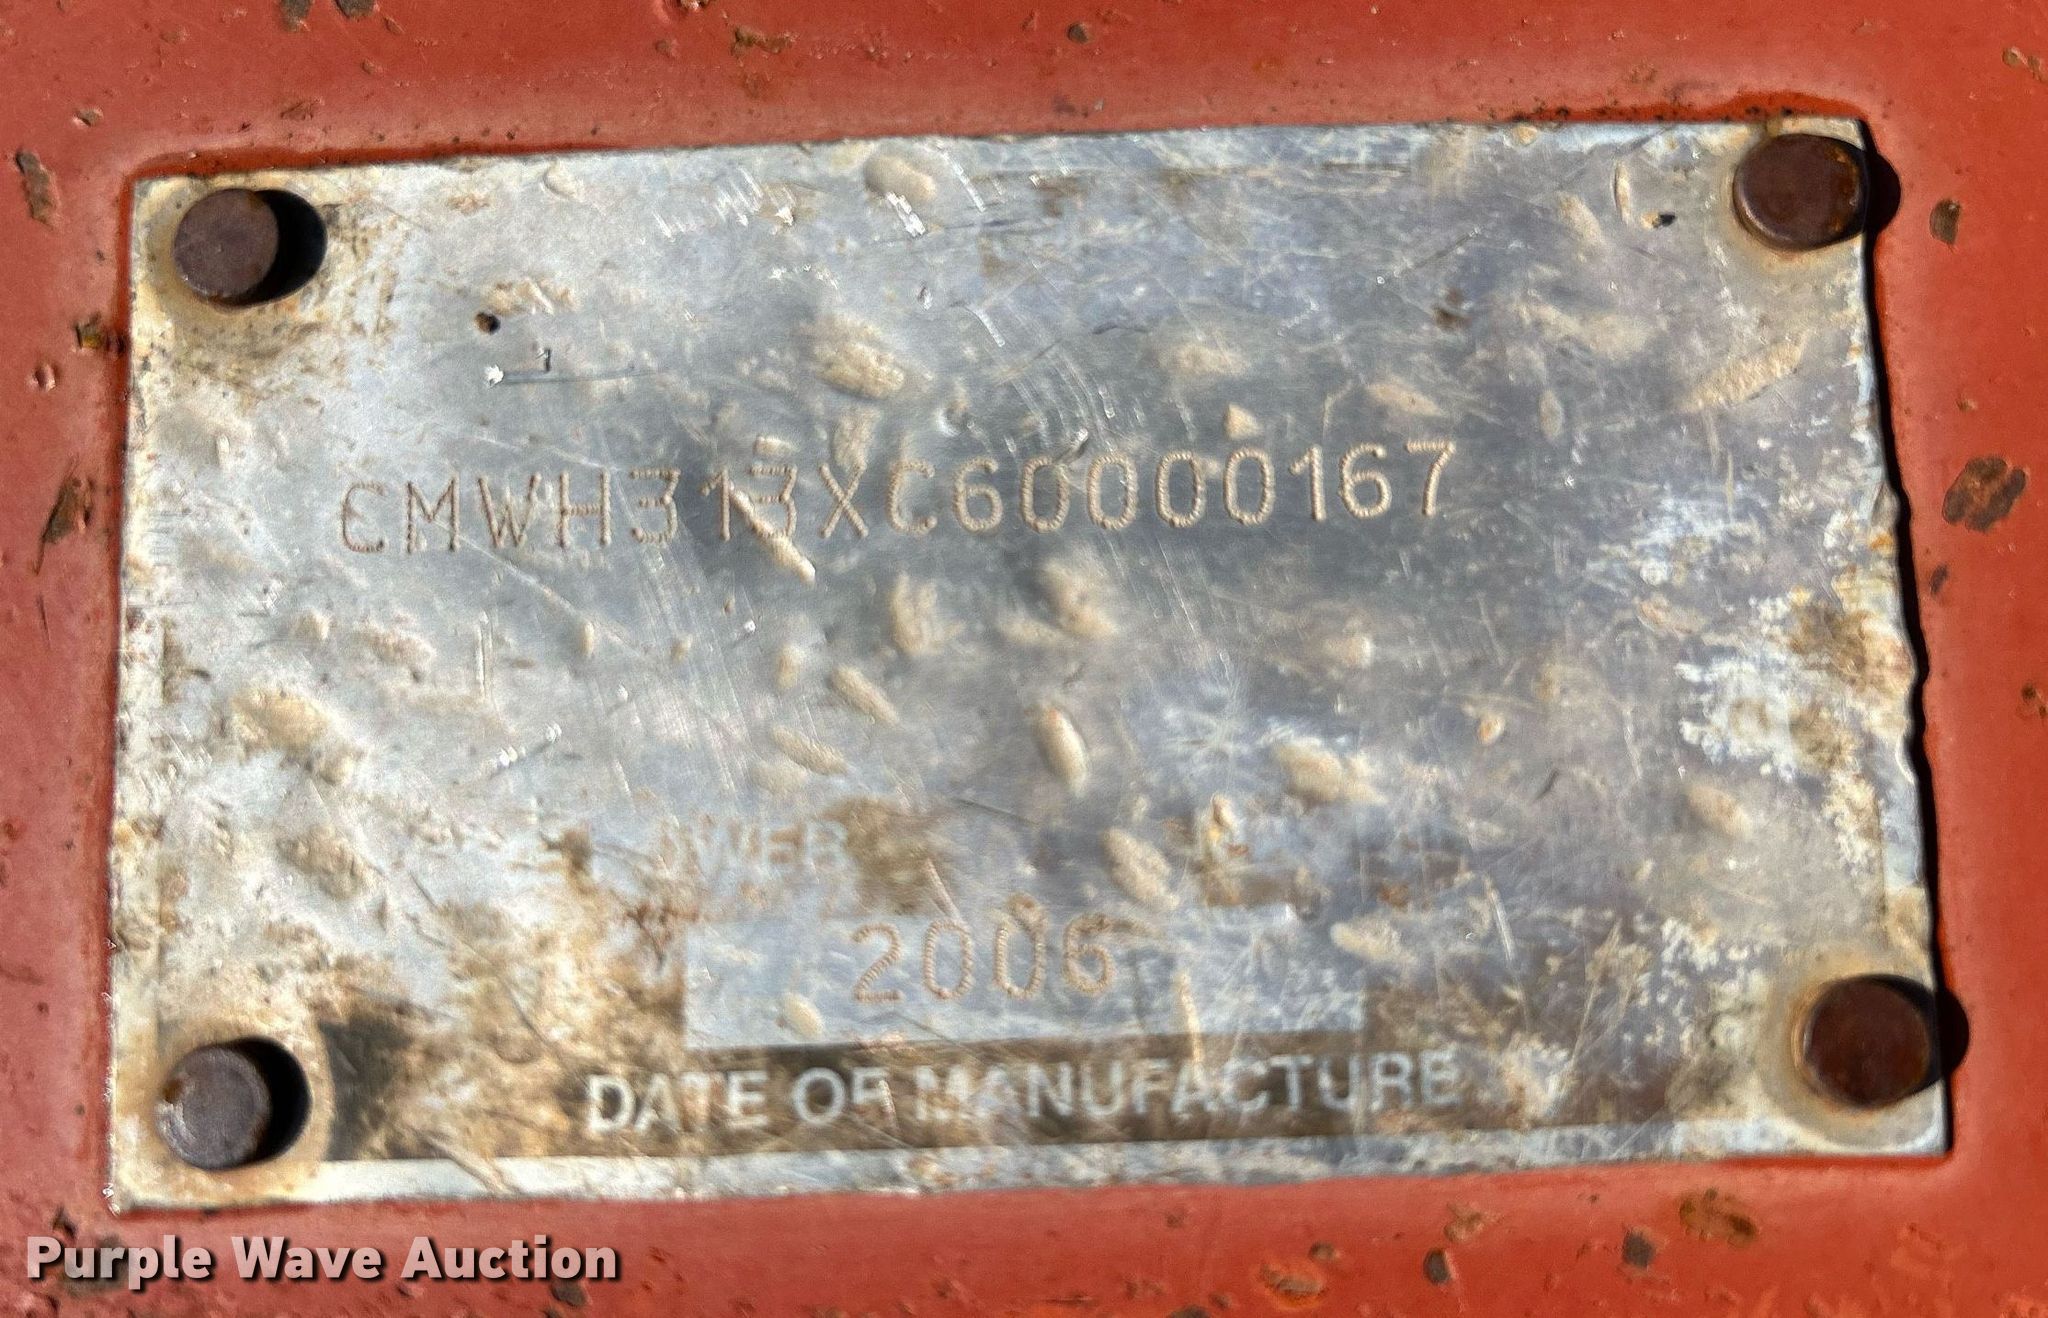 CMWH313XC60000167
2006
DATE OF MANUFACTURE
Purple Wave Auction